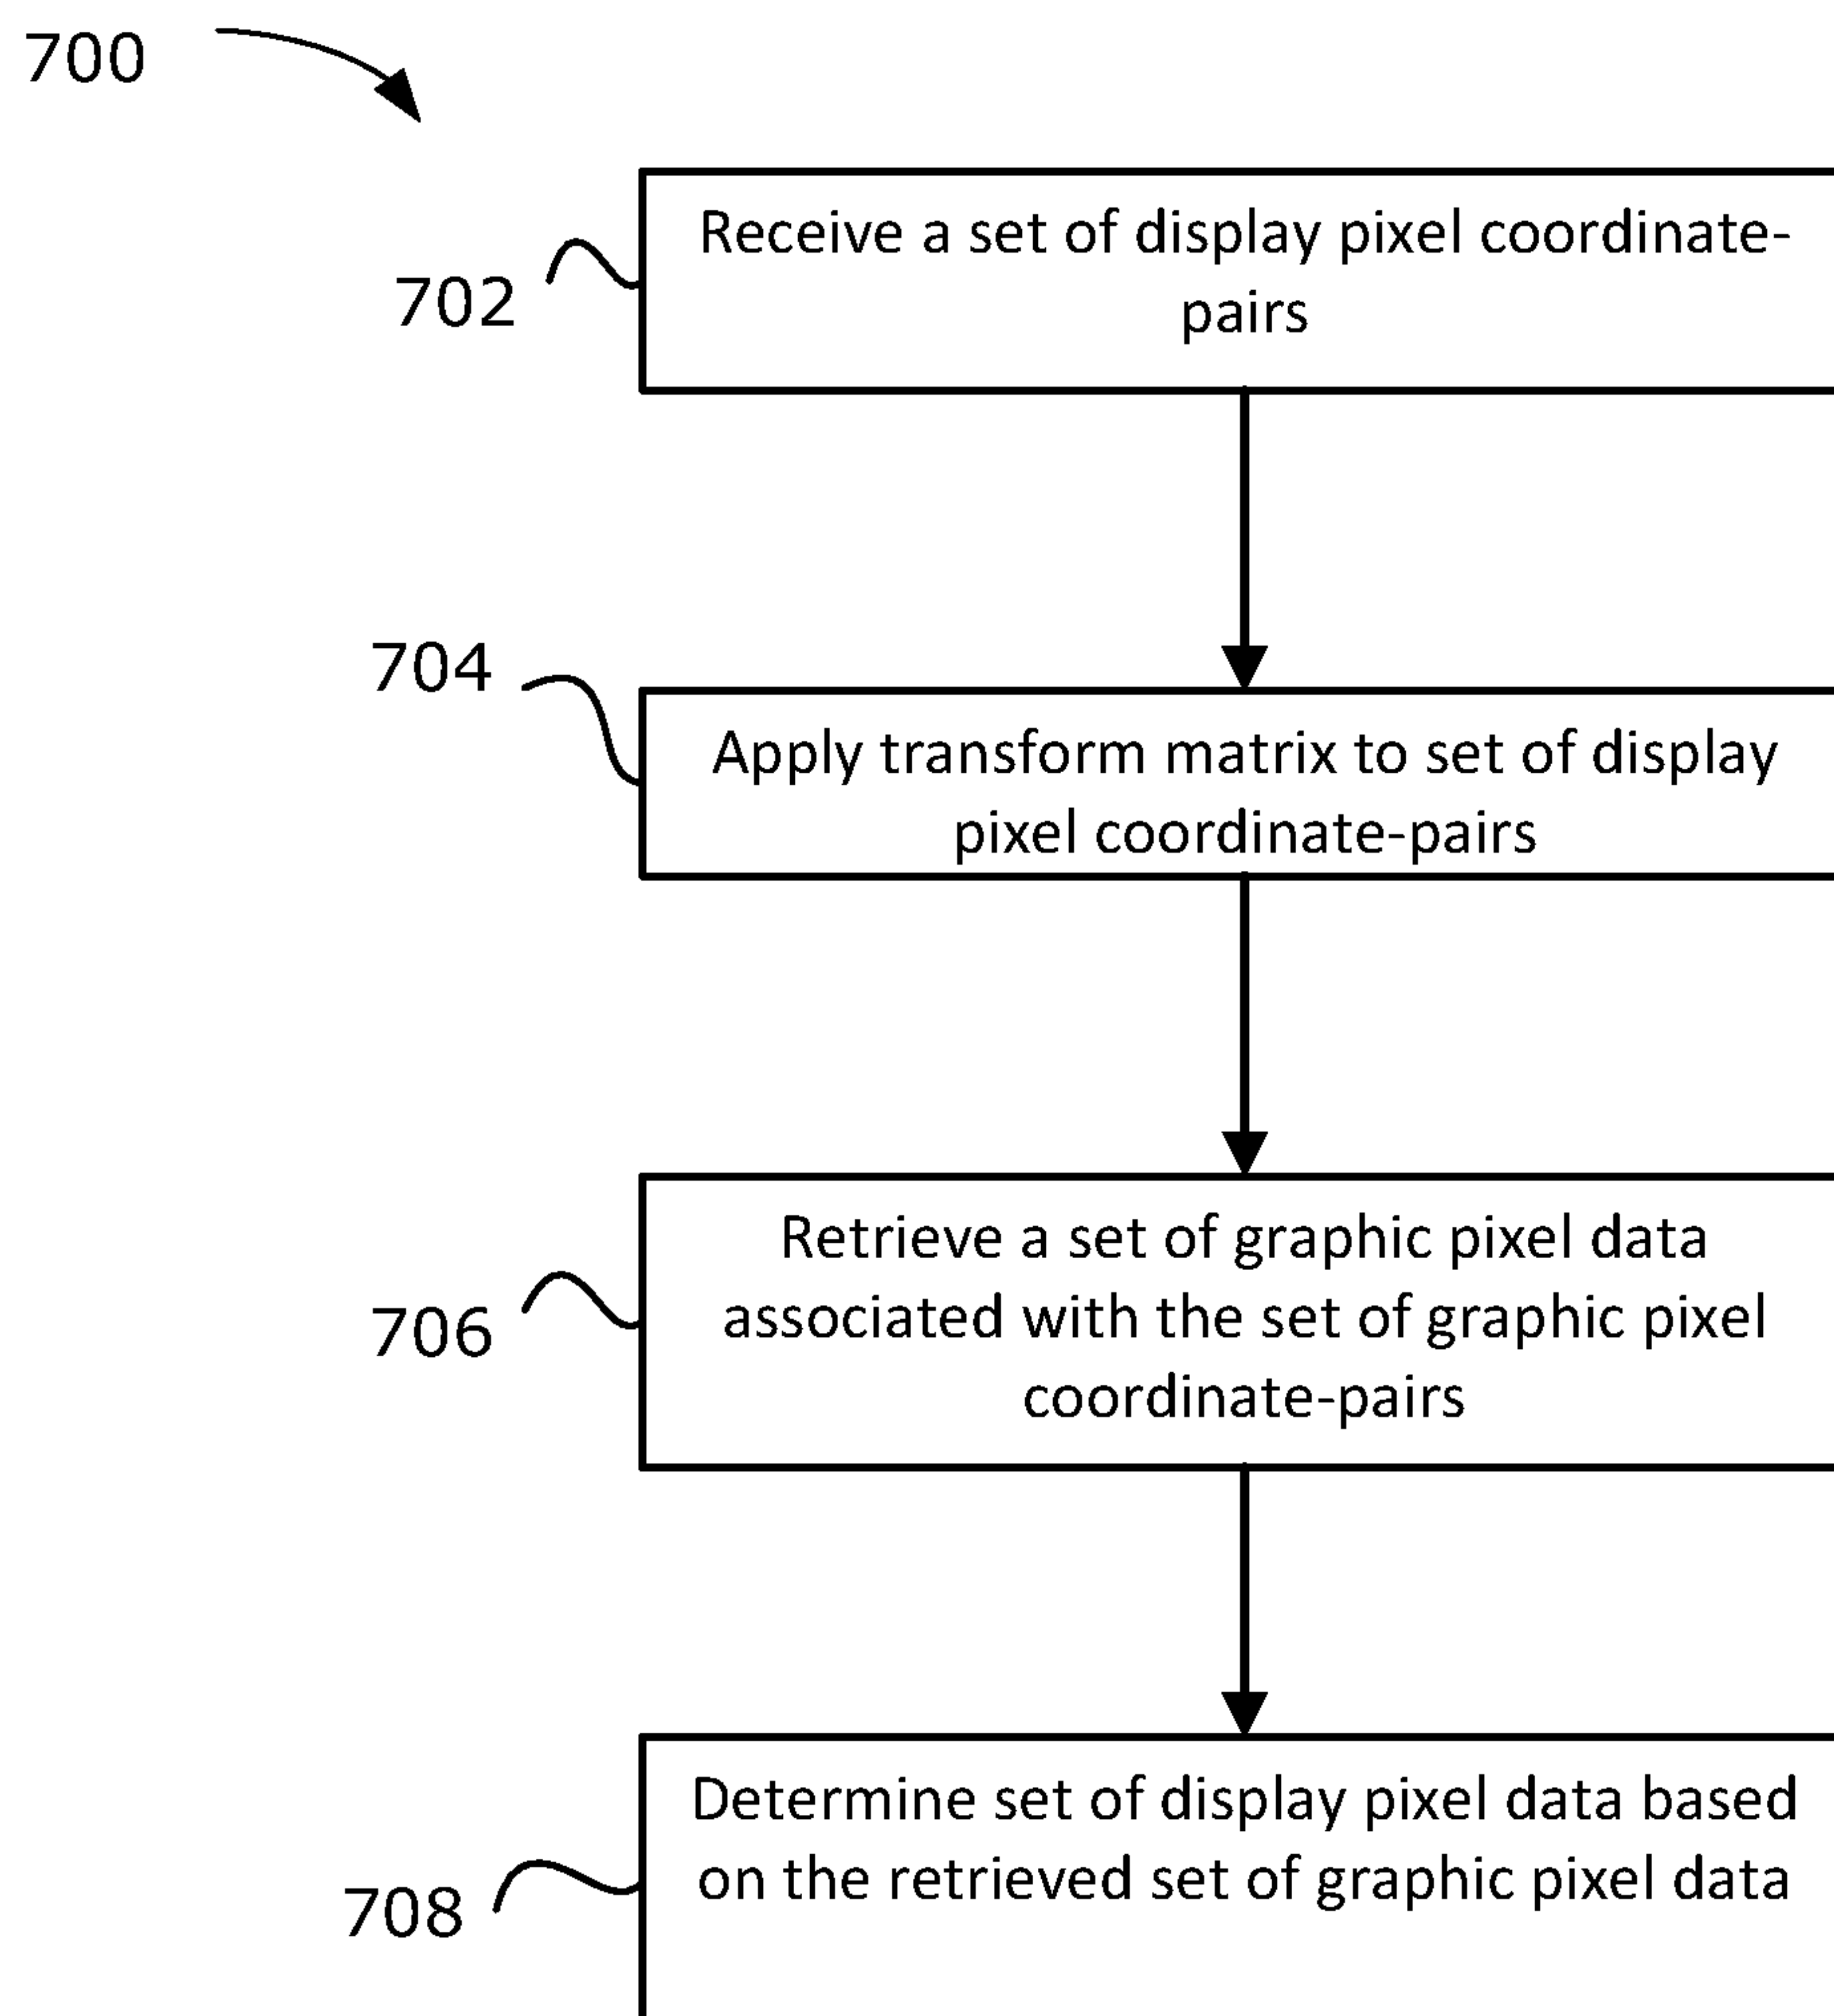 700
702
Receive a set of display pixel coordinate-
pairs
704
Apply transform matrix to set of display
pixel coordinate-pairs
706
Retrieve a set of graphic pixel data
associated with the set of graphic pixel
coordinate-pairs
708
Determine set of display pixel data based
on the retrieved set of graphic pixel data